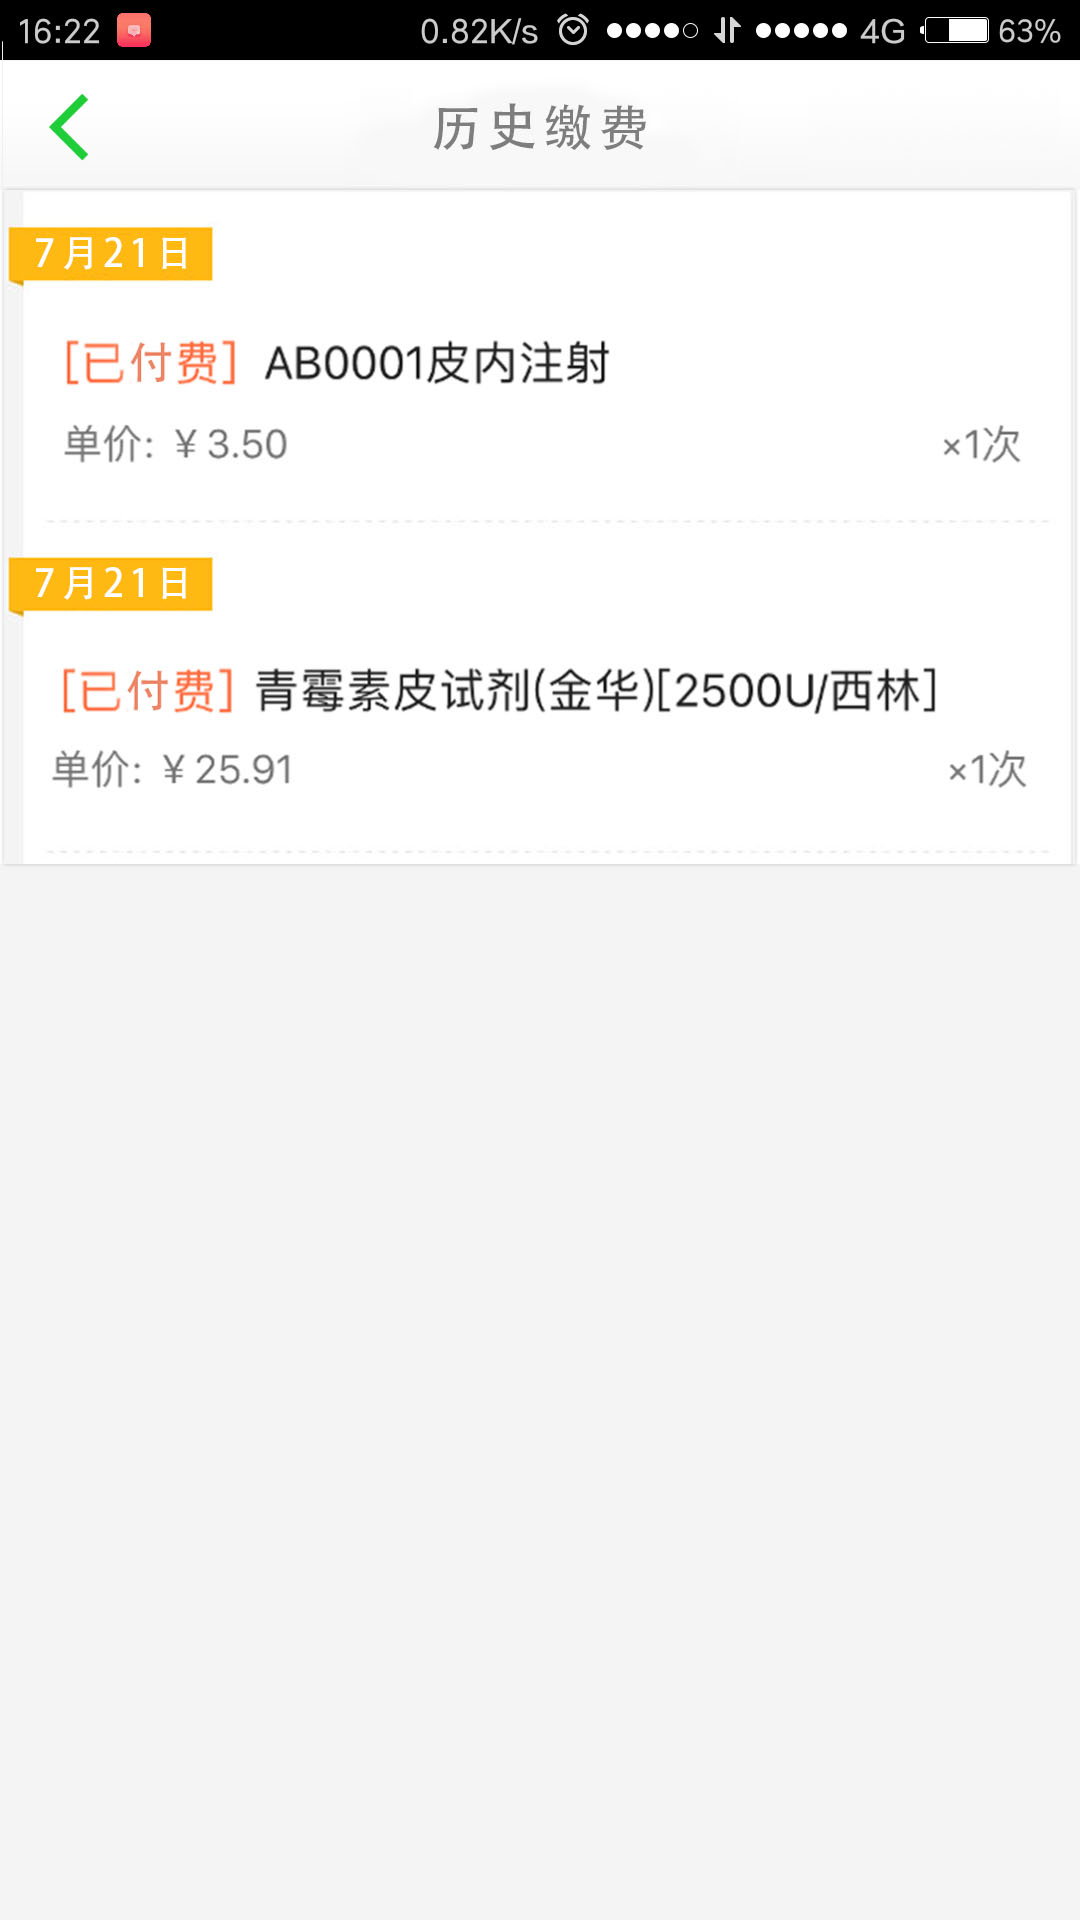 16:22 0.82K/s 4G 63%
历史缴费
7月21日
[已付费] AB0001皮内注射
单价: ¥3.50 ×1次
7月21日
[已付费] 青霉素皮试剂(金华)[2500U/西林]
单价: ¥25.91 ×1次